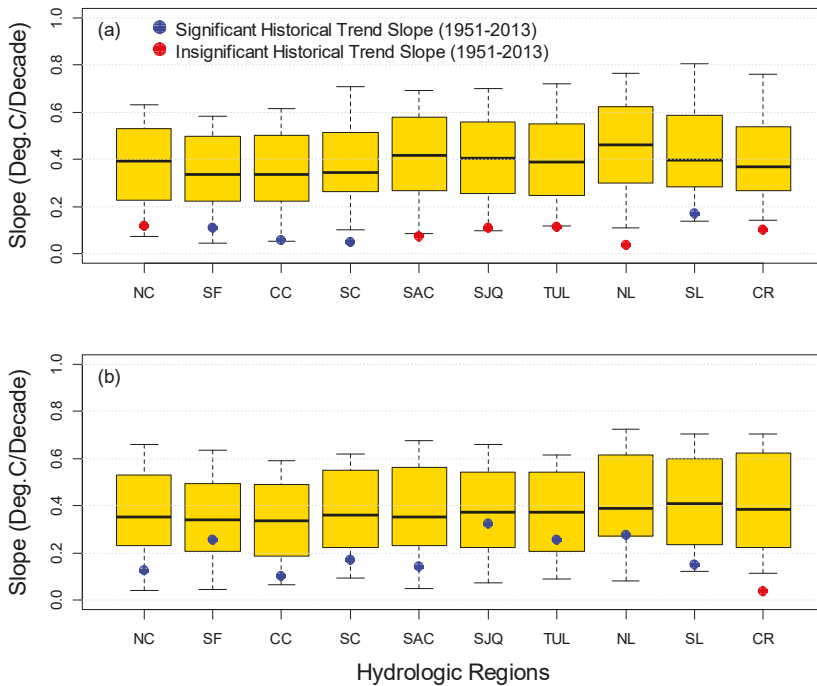 (a)
Significant Historical Trend Slope (1951-2013)
Insignificant Historical Trend Slope (1951-2013)
Slope (Deg.C/Decade)
1.0
0.8
0.6
0.4
0.2
0.0
NC SF CC SC SAC SJQ TUL NL SL CR
(b)
Slope (Deg.C/Decade)
1.0
0.8
0.6
0.4
0.2
0.0
NC SF CC SC SAC SJQ TUL NL SL CR
Hydrologic Regions